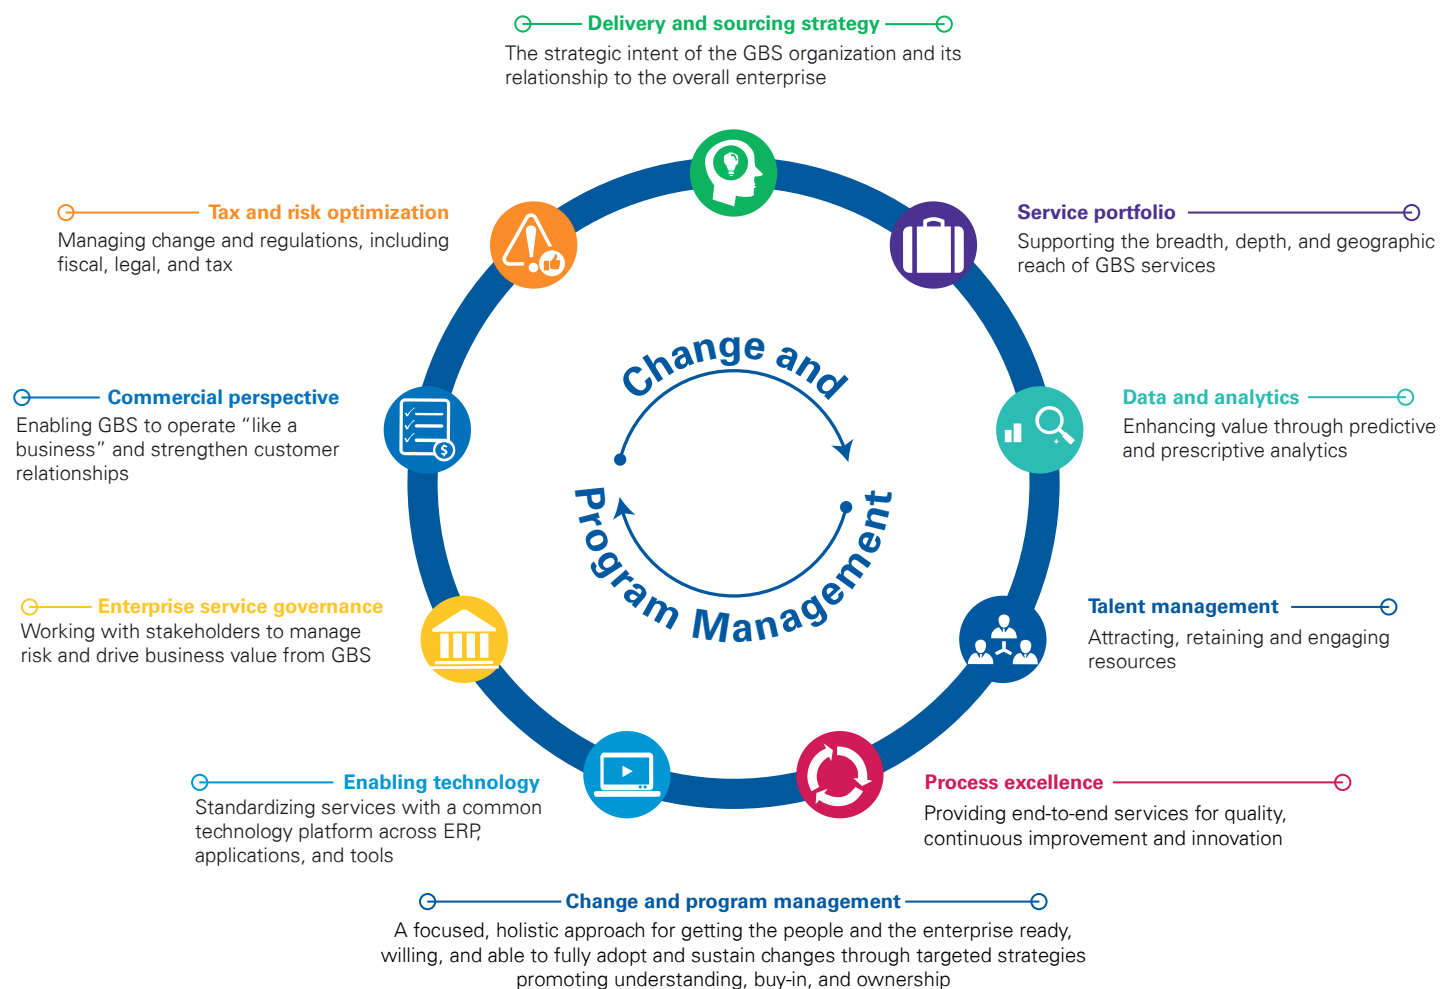 Delivery and sourcing strategy
The strategic intent of the GBS organization and its
relationship to the overall enterprise
Tax and risk optimization
Managing change and regulations, including
fiscal, legal, and tax
Service portfolio
Supporting the breadth, depth, and geographic
reach of GBS services
Change and
Program Management
Commercial perspective
Enabling GBS to operate “like a
business” and strengthen customer
relationships
$
Data and analytics
Enhancing value through predictive
and prescriptive analytics
Enterprise service governance
Working with stakeholders to manage
risk and drive business value from GBS
Talent management
Attracting, retaining and engaging
resources
Enabling technology
Standardizing services with a common
technology platform across ERP,
applications, and tools
Process excellence
Providing end-to-end services for quality,
continuous improvement and innovation
Change and program management
A focused, holistic approach for getting the people and the enterprise ready,
willing, and able to fully adopt and sustain changes through targeted strategies
promoting understanding, buy-in, and ownership